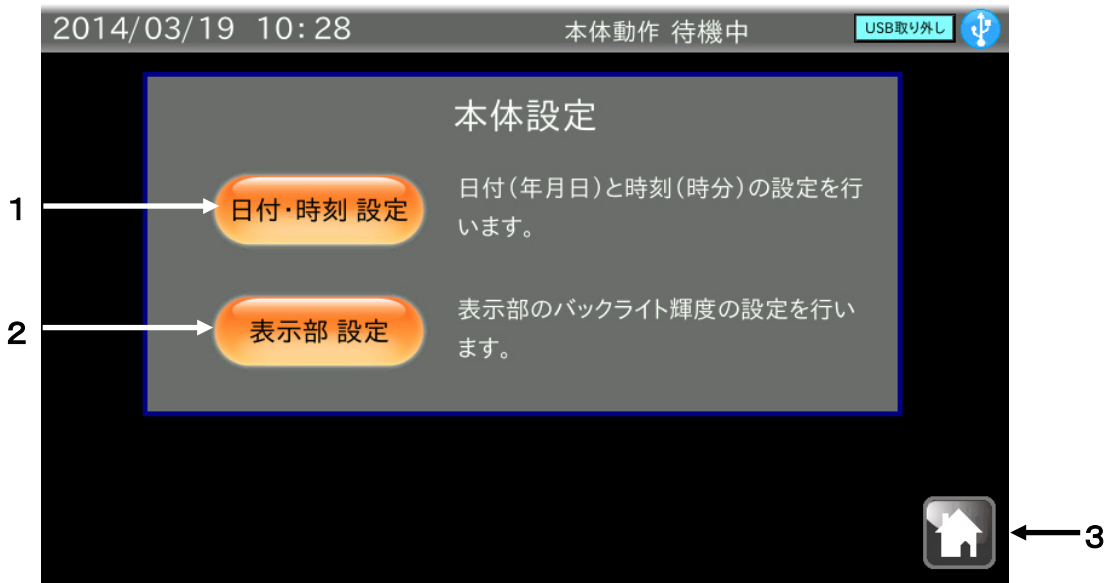 2014/03/19 10:28 本体動作 待機中 USB取り外し
本体設定
1
日付・時刻 設定
日付(年月日)と時刻(時分)の設定を行
います。
2
表示部 設定
表示部のバックライト輝度の設定を行い
ます。
3